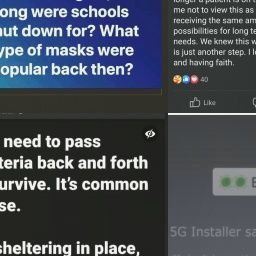 ong were schools
ut down for? What
ype of masks were
opular back then?
longer a patient is on t
me not to view this as
receiving the same am
possibilities for long te
needs. We knew this w
is just another step. I l
and having faith.
40
Like
need to pass
teria back and forth
urvive. It's common
se.
sheltering in place,
5G Installer sa